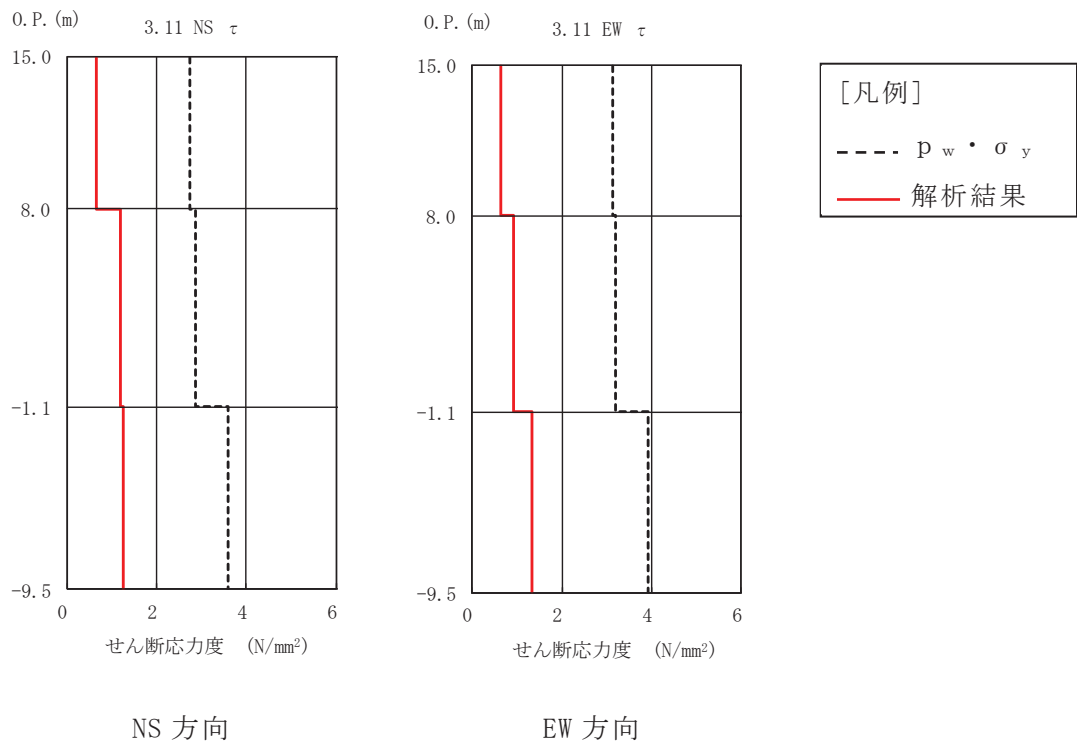 O.P.(m)
3.11 NS τ
15.0
8.0
-1.1
-9.5
0 2 4 6
せん断応力度 (N/mm²)
NS 方向
O.P.(m)
3.11 EW τ
15.0
8.0
-1.1
-9.5
0 2 4 6
せん断応力度 (N/mm²)
EW 方向
[凡例]
ｐｗ・σｙ
解析結果